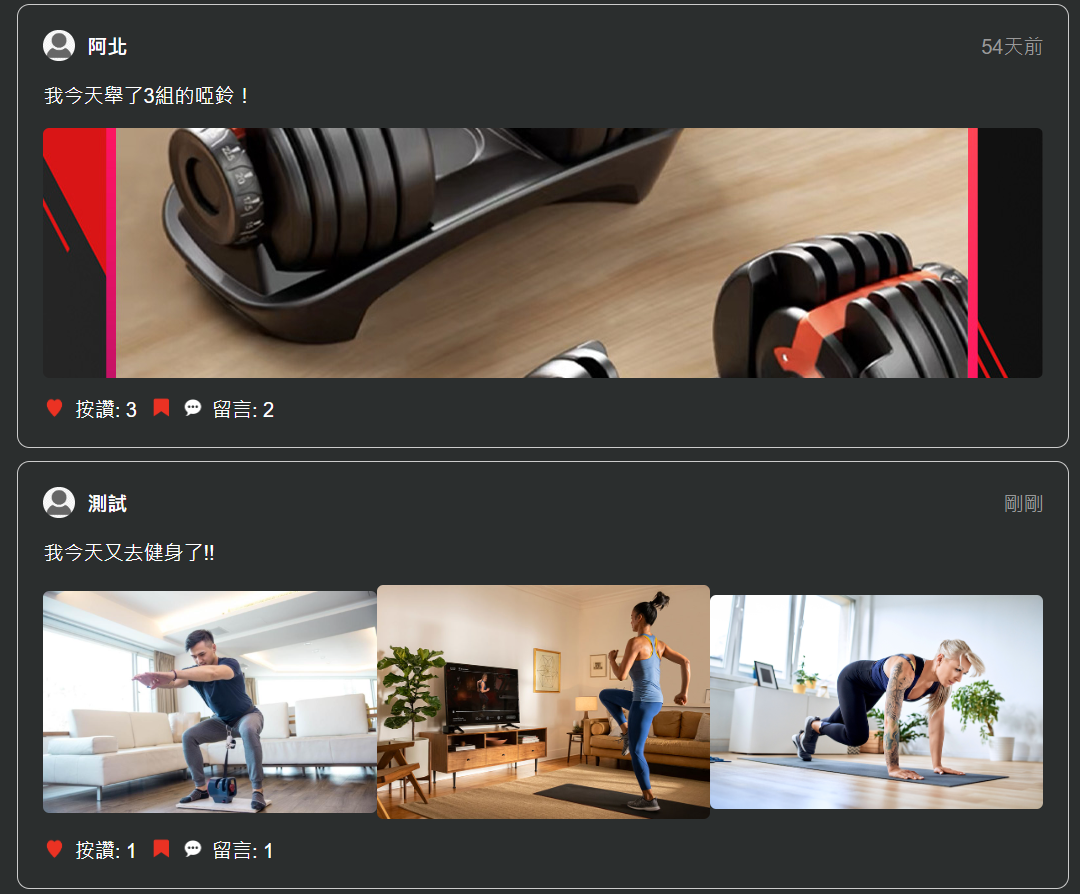 阿北
54天前
我今天舉了3組的啞鈴！
按讚: 3 留言: 2
測試
剛剛
我今天又去健身了!!
按讚: 1 留言: 1